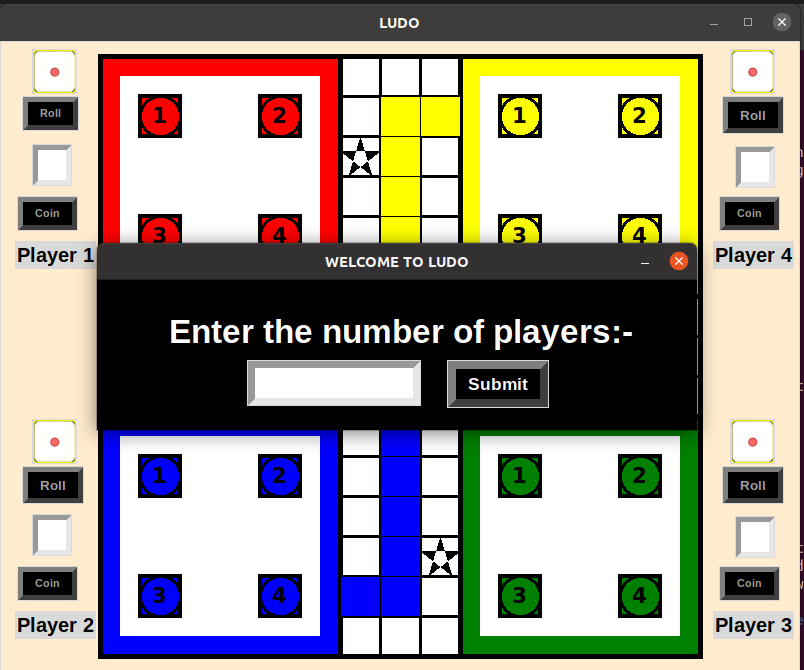 LUDO
Roll
Coin
Player 1
1 2
3 4
1 2
3 4
Roll
Coin
Player 4
WELCOME TO LUDO
Enter the number of players:-
Submit
Roll
Coin
Player 2
1 2
3 4
1 2
3 4
Roll
Coin
Player 3